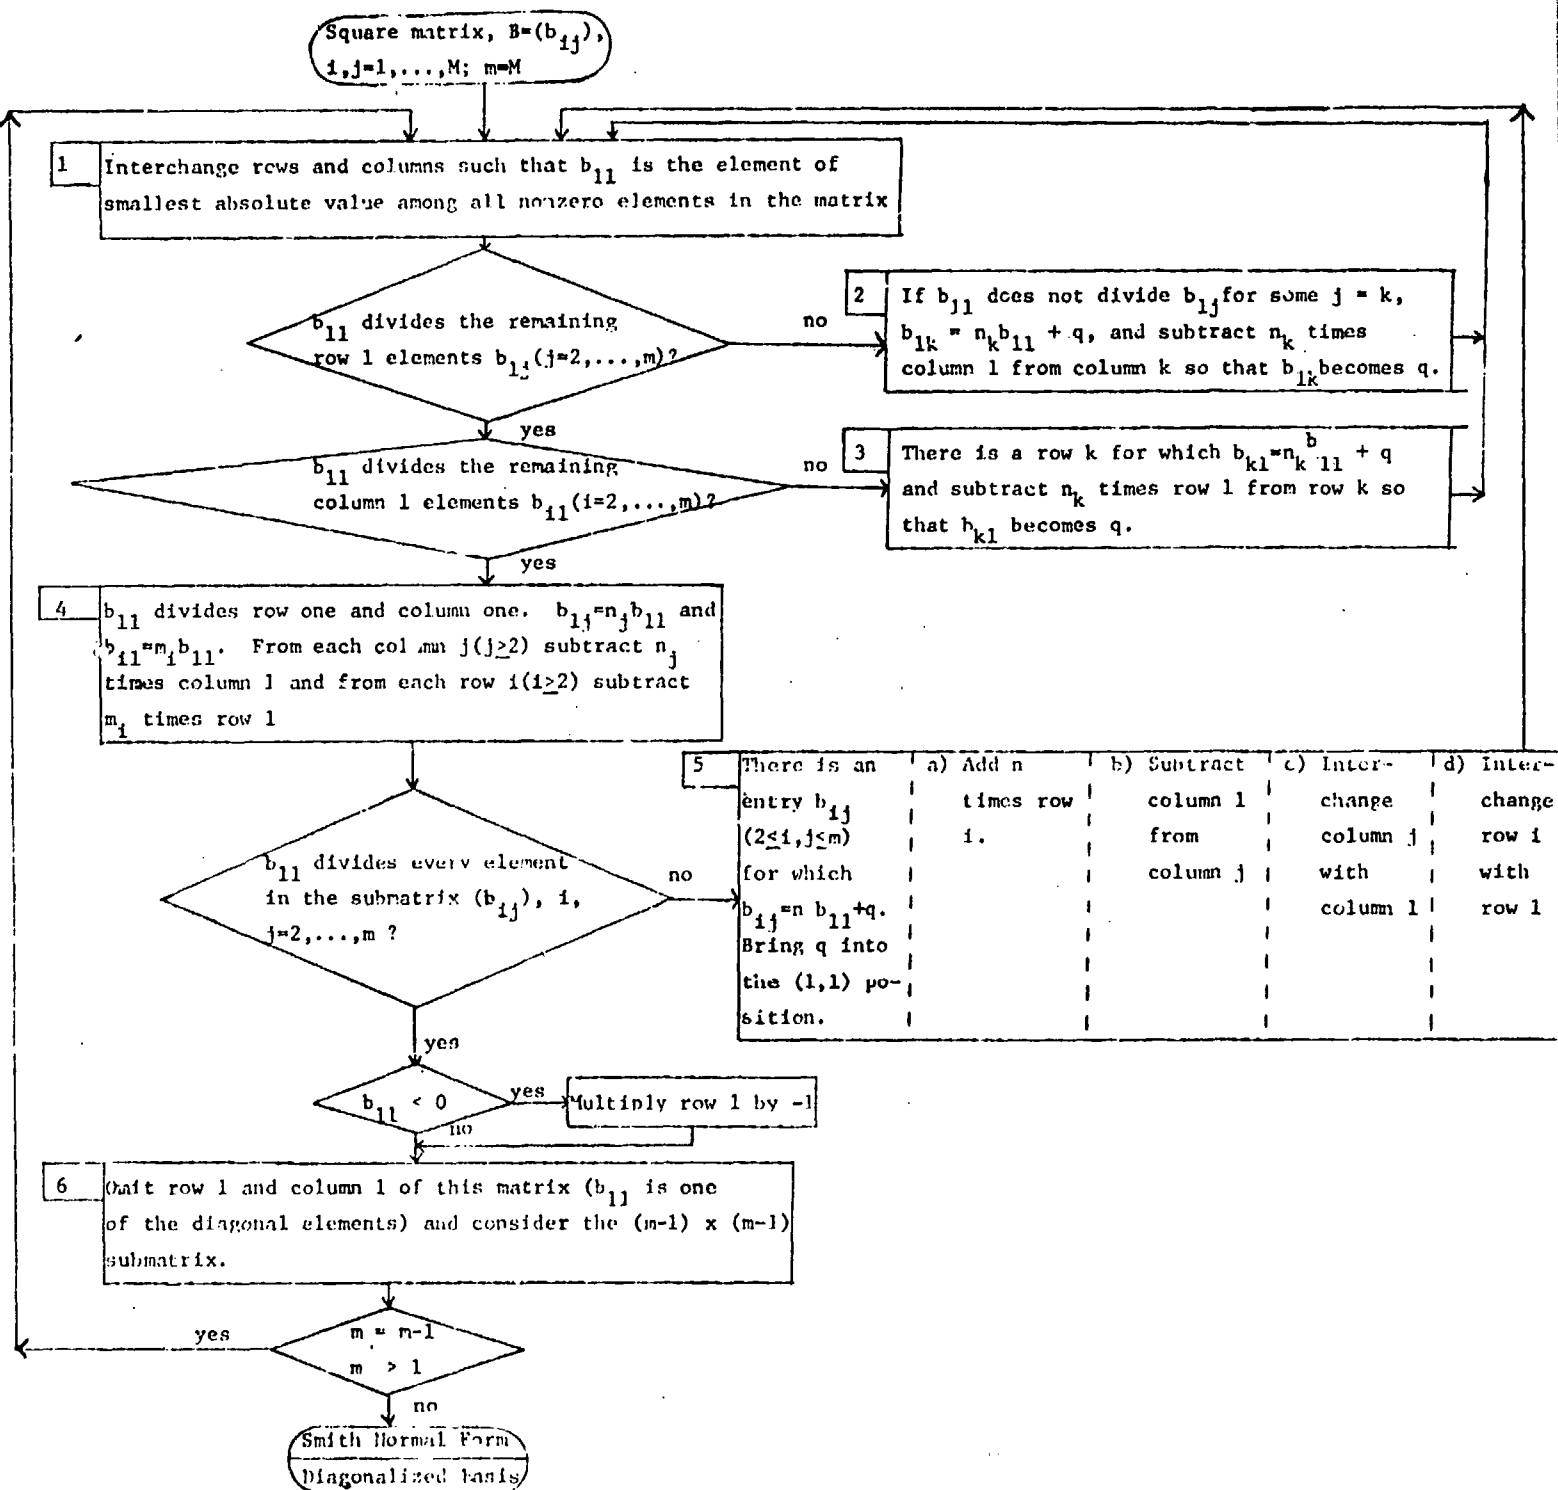 Square matrix, B=(b_ij),
i,j=1,...,M; m=M
1
Interchange rows and columns such that b_11 is the element of
smallest absolute value among all nonzero elements in the matrix
b_11 divides the remaining
row 1 elements b_1j(j=2,...,m)?
no
yes
2
If b_11 does not divide b_1j for some j = k,
b_1k = n_k b_11 + q, and subtract n_k times
column 1 from column k so that b_1k becomes q.
b_11 divides the remaining
column 1 elements b_i1(i=2,...,m)?
no
yes
3
There is a row k for which b_k1=n_k b_11 + q
and subtract n_k times row 1 from row k so
that b_k1 becomes q.
4
b_11 divides row one and column one. b_1j=n_j b_11 and
b_i1=m_i b_11. From each column j(j≥2) subtract n_j
times column 1 and from each row i(i≥2) subtract
m_i times row 1
b_11 divides every element
in the submatrix (b_ij), i,
j=2,...,m ?
no
yes
5
There is an
entry b_ij
(2≤i,j≤m)
for which
b_ij=n b_11+q.
Bring q into
the (1,1) po-
sition.
a) Add n
times row
i.
b) Subtract
column 1
from
column j
c) Inter-
change
column j
with
column 1
d) Inter-
change
row i
with
row 1
b_11 < 0
yes
Multiply row 1 by -1
no
6
Omit row 1 and column 1 of this matrix (b_11 is one
of the diagonal elements) and consider the (m-1) x (m-1)
submatrix.
yes
m = m-1
m > 1
no
Smith Normal Form
Diagonalized Basis